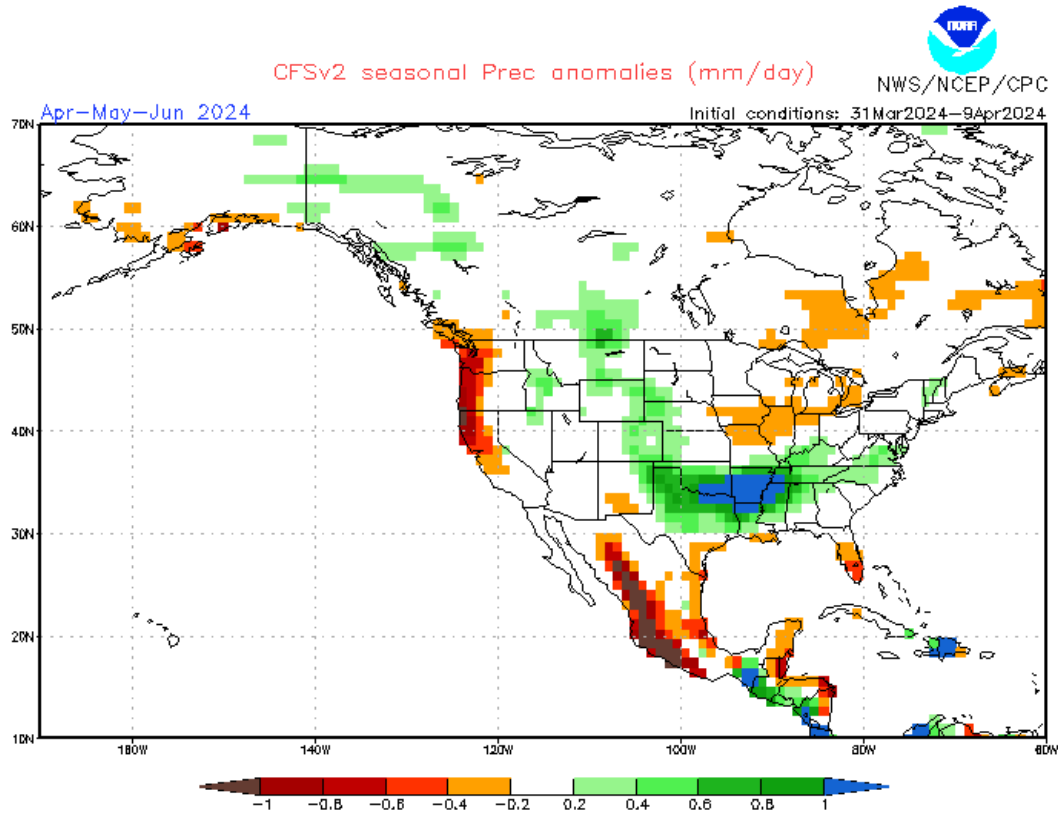 NOAA
CFSv2 seasonal Prec anomalies (mm/day)
NWS/NCEP/CPC
Apr-May-Jun 2024
Initial conditions: 31Mar2024-9Apr2024
70N
60N
50N
40N
30N
20N
10N
180W
140W
120W
100W
80W
60W
-1 -0.8 -0.6 -0.4 -0.2 0.2 0.4 0.6 0.8 1